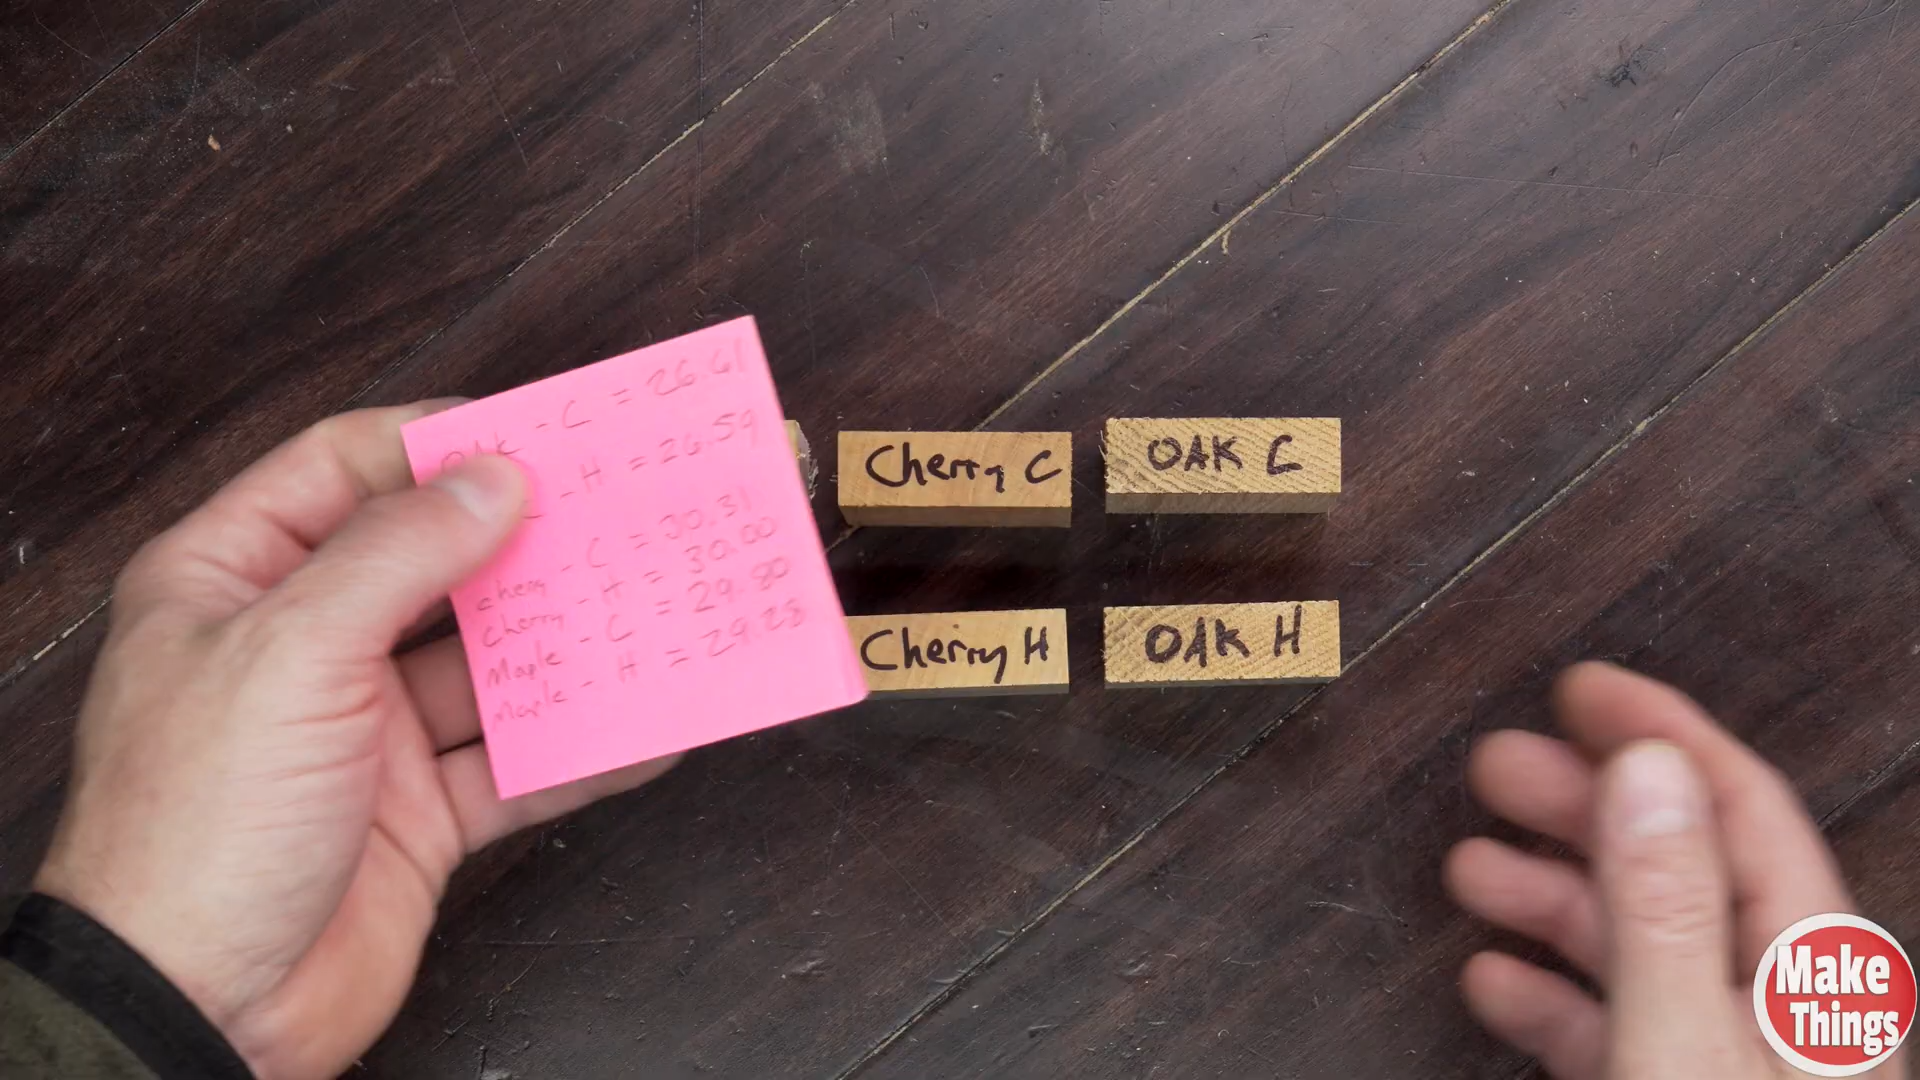 OAK - C = 26.61
- H = 26.59
cherry - C = 30.31
Cherry - H = 30.00
Maple - C = 29.80
Maple - H = 29.28
Cherry C
OAK C
Cherry H
OAK H
Make
Things